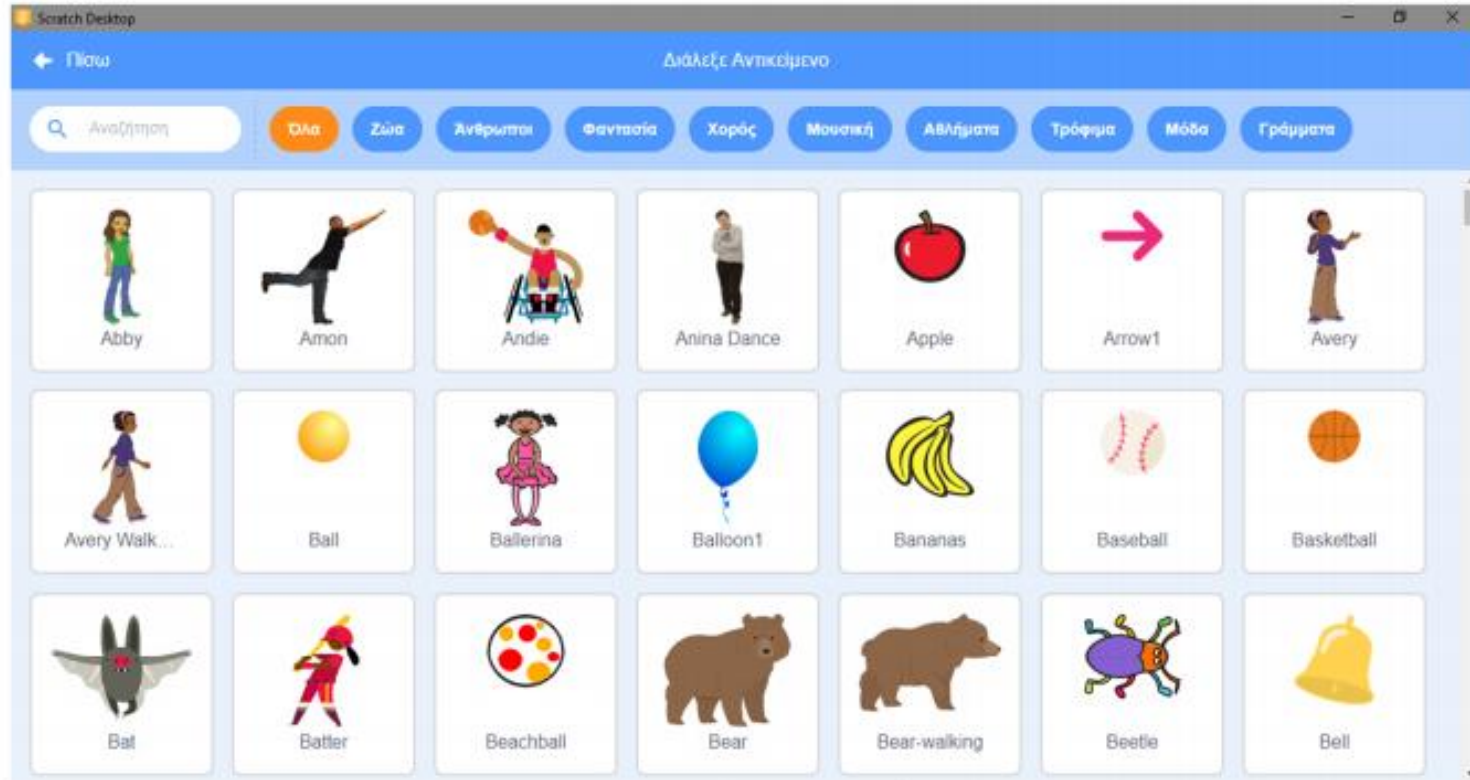 Scratch Desktop
Πίσω
Διάλεξε Αντικείμενο
Αναζήτηση
Όλα Ζώα Άνθρωποι Φαντασία Χορός Μουσική Αθλήματα Τρόφιμα Μόδα Γράμματα
Abby Amon Andie Anina Dance Apple Arrow1 Avery
Avery Walk... Ball Ballerina Balloon1 Bananas Baseball Basketball
Bat Batter Beachball Bear Bear-walking Beetle Bell